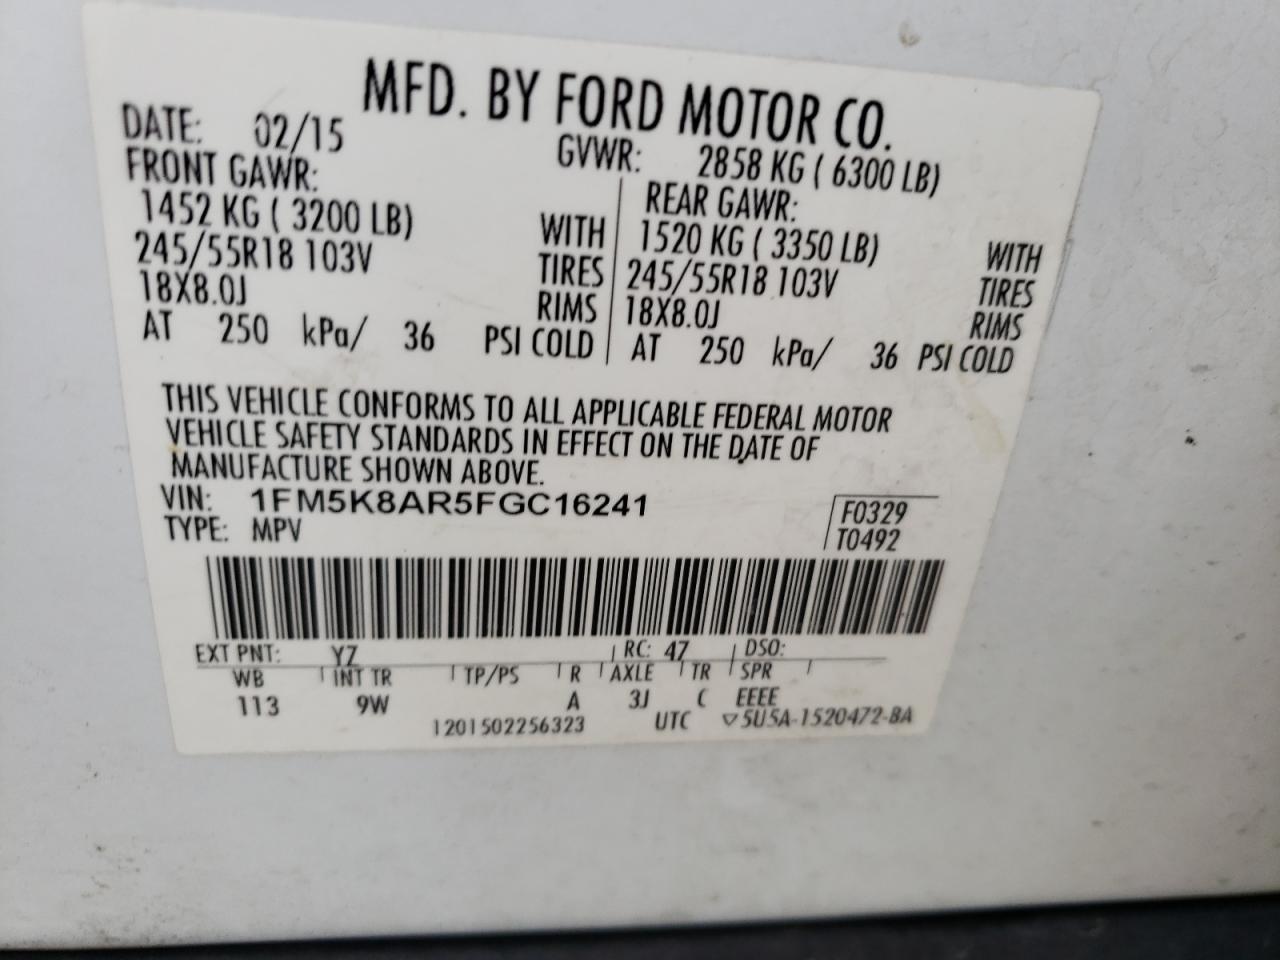 MFD. BY FORD MOTOR CO.
DATE: 02/15 GVWR: 2858 KG ( 6300 LB)
FRONT GAWR: REAR GAWR:
1452 KG ( 3200 LB) WITH 1520 KG ( 3350 LB) WITH
245/55R18 103V TIRES 245/55R18 103V TIRES
18X8.0J RIMS 18X8.0J RIMS
AT 250 kPa/ 36 PSI COLD AT 250 kPa/ 36 PSI COLD
THIS VEHICLE CONFORMS TO ALL APPLICABLE FEDERAL MOTOR
VEHICLE SAFETY STANDARDS IN EFFECT ON THE DATE OF
MANUFACTURE SHOWN ABOVE.
VIN: 1FM5K8AR5FGC16241 F0329
TYPE: MPV T0492
EXT PNT: YZ RC: 47 DSO:
WB INT TR TP/PS R AXLE TR SPR
113 9W A 3J C EEEE
1201502256323 UTC ▽5U5A-1520472-BA